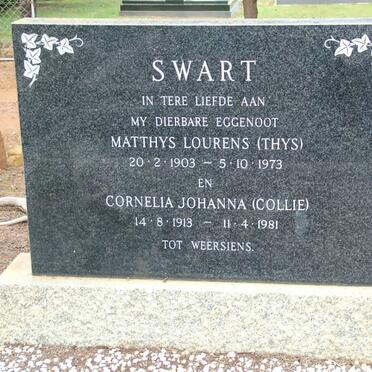 SWART
IN TERE LIEFDE AAN
MY DIERBARE EGGENOOT
MATTHYS LOURENS (THYS)
20 · 2 · 1903 – 5 · 10 · 1973
EN
CORNELIA JOHANNA (COLLIE)
14 · 8 · 1913 – 11 · 4 · 1981
TOT WEERSIENS.